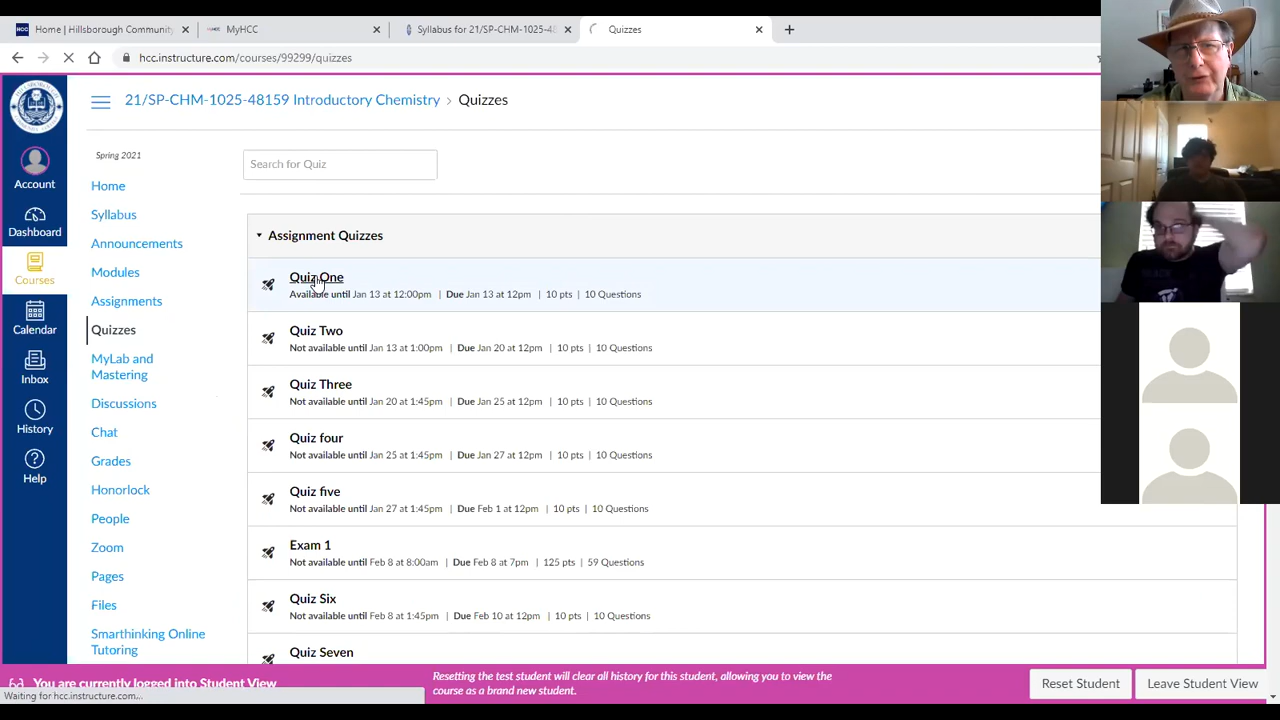 Home | Hillsborough Community
MyHCC
Syllabus for 21/SP-CHM-1025-48
Quizzes
hcc.instructure.com/courses/99299/quizzes
21/SP-CHM-1025-48159 Introductory Chemistry › Quizzes
Account
Dashboard
Courses
Calendar
Inbox
History
Help
Spring 2021
Home
Syllabus
Announcements
Modules
Assignments
Quizzes
MyLab and
Mastering
Discussions
Chat
Grades
Honorlock
People
Zoom
Pages
Files
Smarthinking Online
Tutoring
Search for Quiz
Assignment Quizzes
Quiz One
Available until Jan 13 at 12:00pm | Due Jan 13 at 12pm | 10 pts | 10 Questions
Quiz Two
Not available until Jan 13 at 1:00pm | Due Jan 20 at 12pm | 10 pts | 10 Questions
Quiz Three
Not available until Jan 20 at 1:45pm | Due Jan 25 at 12pm | 10 pts | 10 Questions
Quiz four
Not available until Jan 25 at 1:45pm | Due Jan 27 at 12pm | 10 pts | 10 Questions
Quiz five
Not available until Jan 27 at 1:45pm | Due Feb 1 at 12pm | 10 pts | 10 Questions
Exam 1
Not available until Feb 8 at 8:00am | Due Feb 8 at 7pm | 125 pts | 59 Questions
Quiz Six
Not available until Feb 8 at 1:45pm | Due Feb 10 at 12pm | 10 pts | 10 Questions
Quiz Seven
You are currently logged into Student View
Waiting for hcc.instructure.com...
Resetting the test student will clear all history for this student, allowing you to view the
course as a brand new student.
Reset Student
Leave Student View